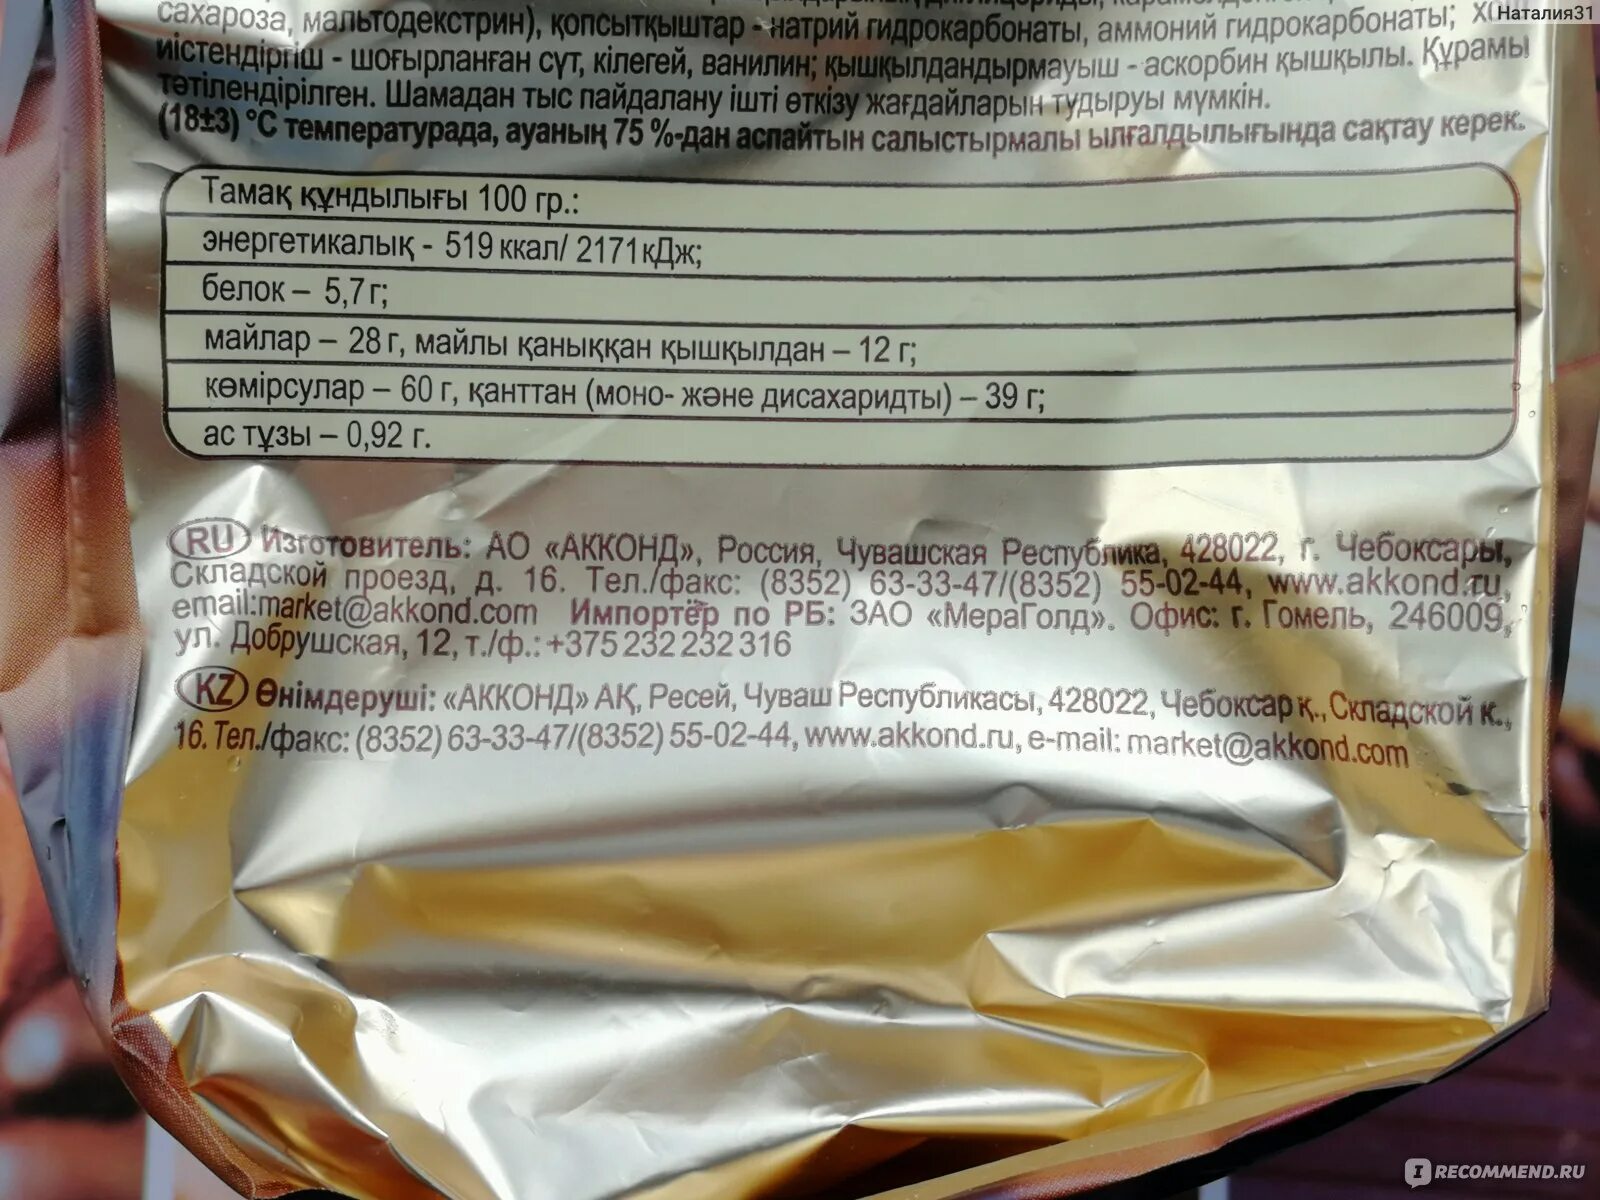 Наталия31
сахароза, мальтодекстрин), қопсытқыштар - натрий гидрокарбонаты, аммоний гидрокарбонаты;
иістендіргіш - шоғырланған сүт, кілегей, ванилин; қышқылдандырмауыш - аскорбин қышқылы. Құрамы
тәтілендірілген. Шамадан тыс пайдалану ішті өткізу жағдайларын тудыруы мүмкін.
(18±3) °С температурада, ауаның 75 %-дан аспайтын салыстырмалы ылғалдылығында сақтау керек.
Тамақ құндылығы 100 гр.:
энергетикалық - 519 ккал/ 2171 кДж;
белок – 5,7 г;
майлар – 28 г, майлы қаныққан қышқылдан – 12 г;
көмірсулар – 60 г, қанттан (моно- және дисахаридты) – 39 г;
ас тұзы – 0,92 г.
RU Изготовитель: АО «АККОНД», Россия, Чувашская Республика, 428022, г. Чебоксары,
Складской проезд, д. 16. Тел./факс: (8352) 63-33-47/(8352) 55-02-44, www.akkond.ru,
email:market@akkond.com Импортёр по РБ: ЗАО «МераГолд». Офис: г. Гомель, 246009,
ул. Добрушская, 12, т./ф.: +375 232 232 316
KZ Өнімдеруші: «АККОНД» АҚ, Ресей, Чуваш Республикасы, 428022, Чебоксар қ., Складской к.,
16. Тел./факс: (8352) 63-33-47/(8352) 55-02-44, www.akkond.ru, e-mail: market@akkond.com
RECOMMEND.RU